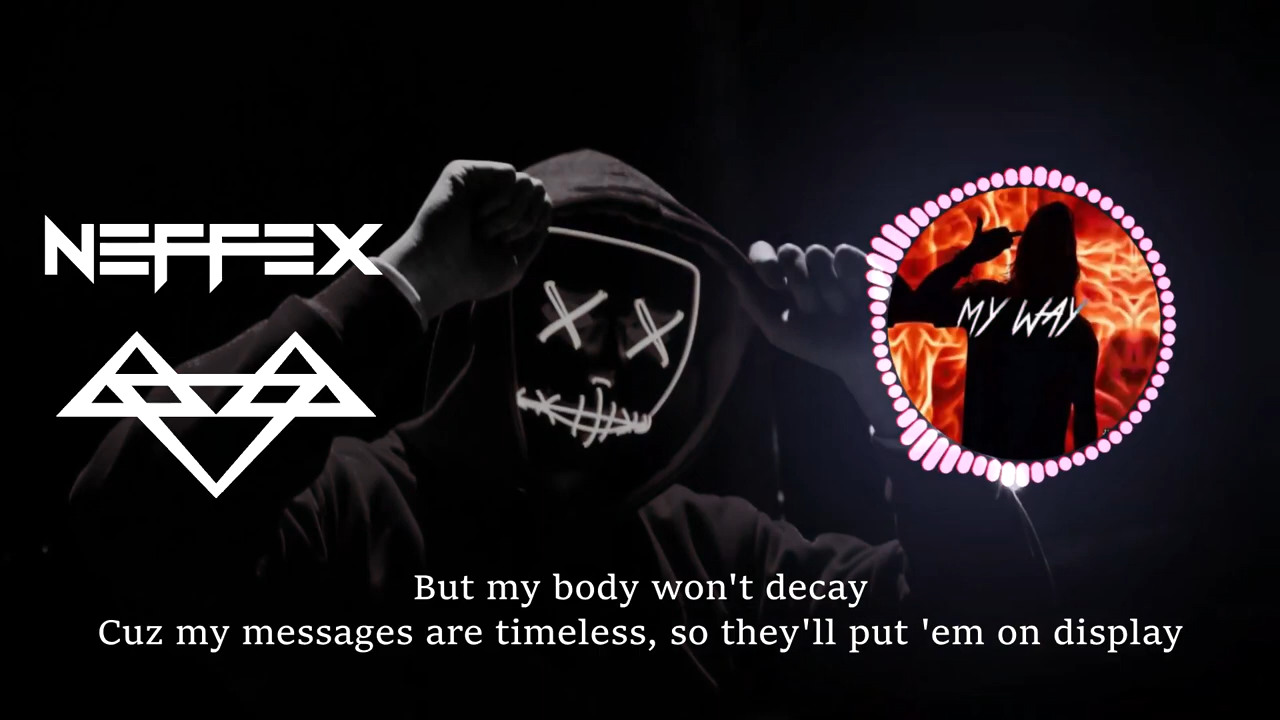 NEFFEX
MY WAY
But my body won't decay
Cuz my messages are timeless, so they'll put 'em on display